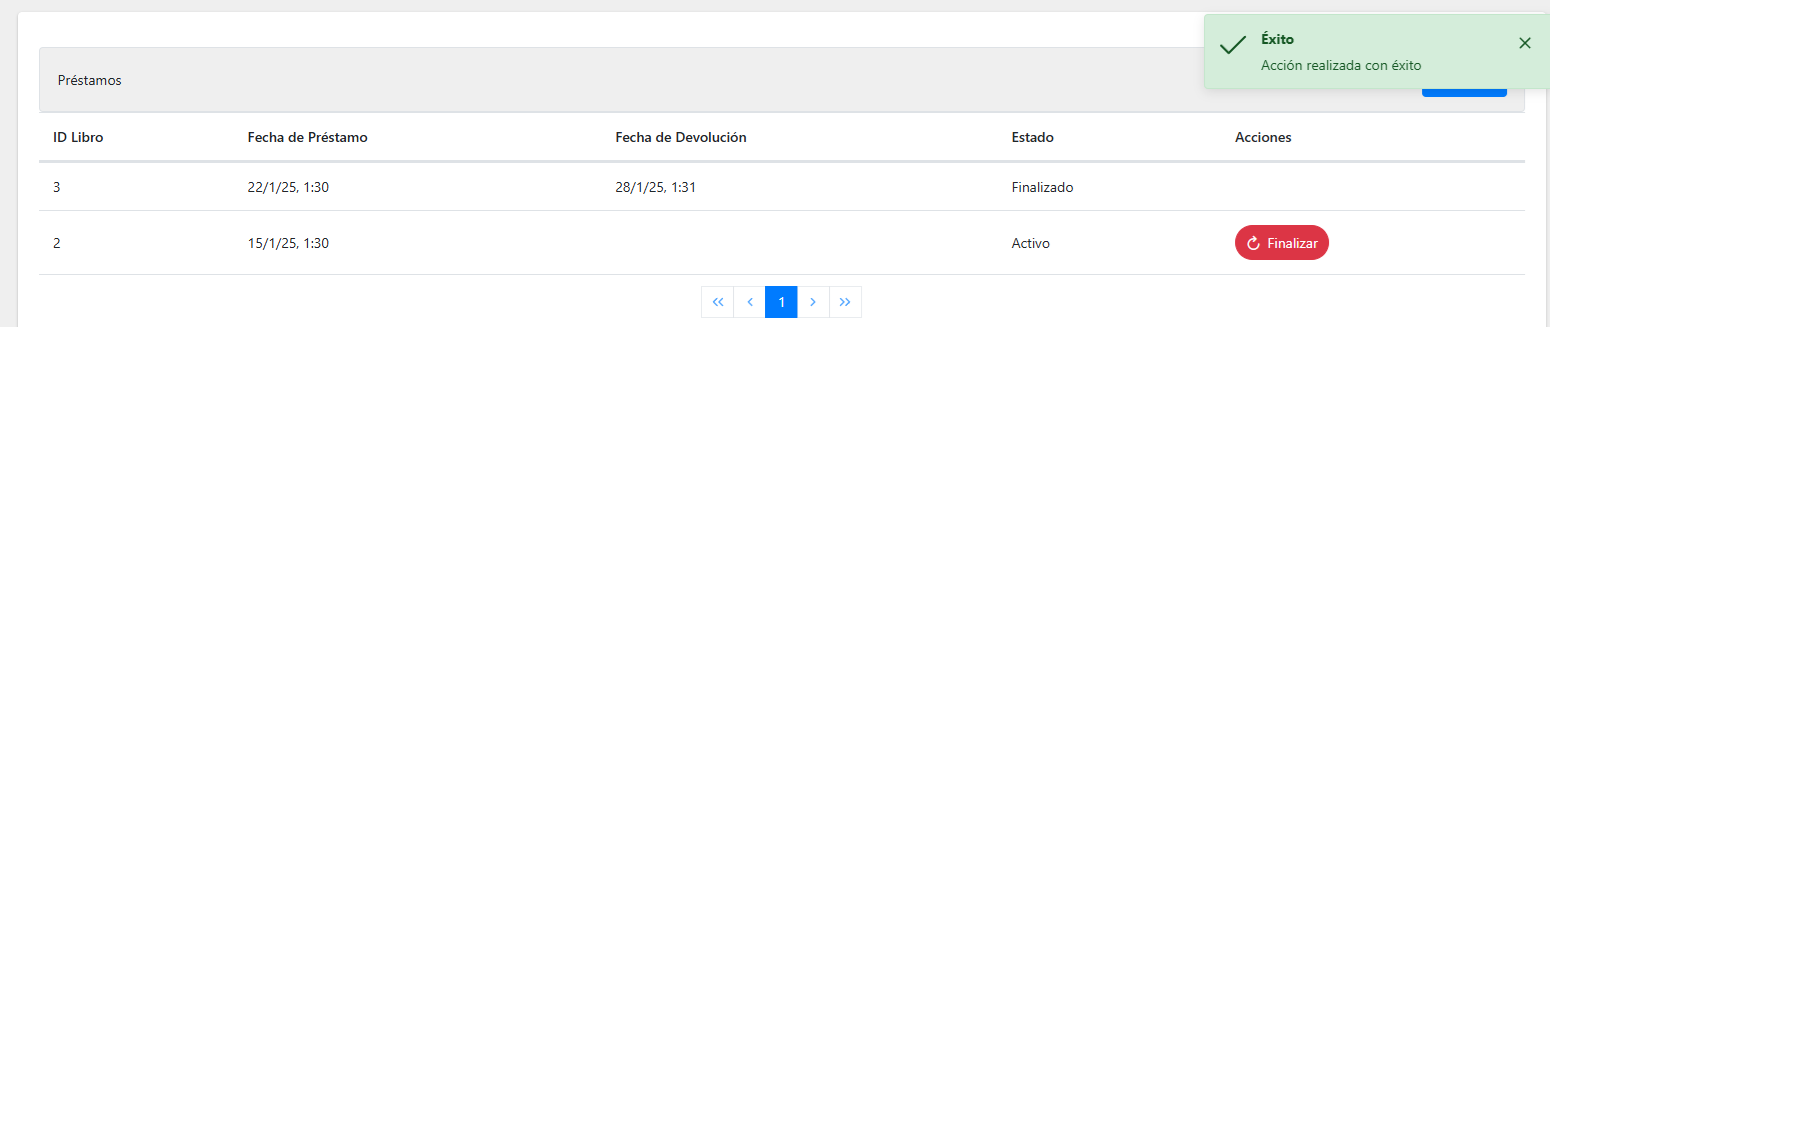 Éxito
Acción realizada con éxito
Préstamos
ID Libro Fecha de Préstamo Fecha de Devolución Estado Acciones
3 22/1/25, 1:30 28/1/25, 1:31 Finalizado
2 15/1/25, 1:30 Activo Finalizar
1